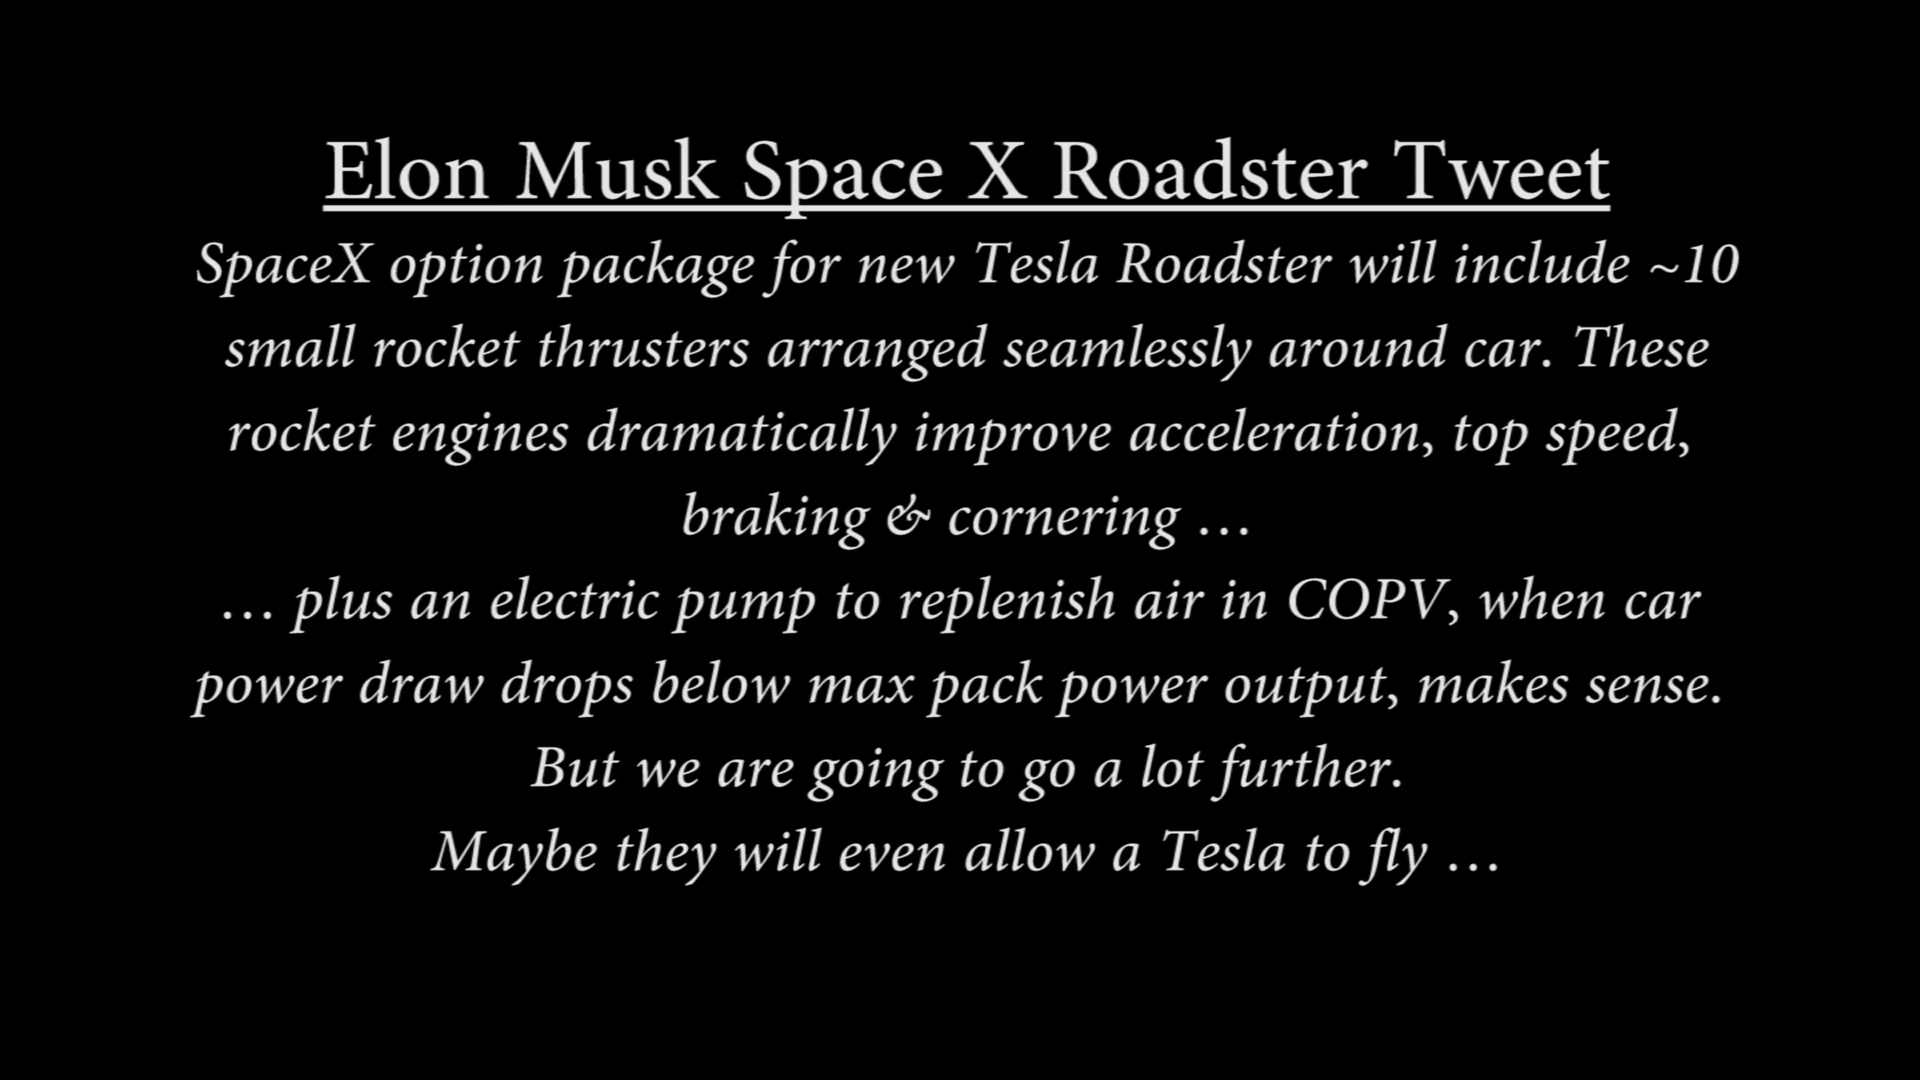 Elon Musk Space X Roadster Tweet
SpaceX option package for new Tesla Roadster will include ~10
small rocket thrusters arranged seamlessly around car. These
rocket engines dramatically improve acceleration, top speed,
braking & cornering …
… plus an electric pump to replenish air in COPV, when car
power draw drops below max pack power output, makes sense.
But we are going to go a lot further.
Maybe they will even allow a Tesla to fly …